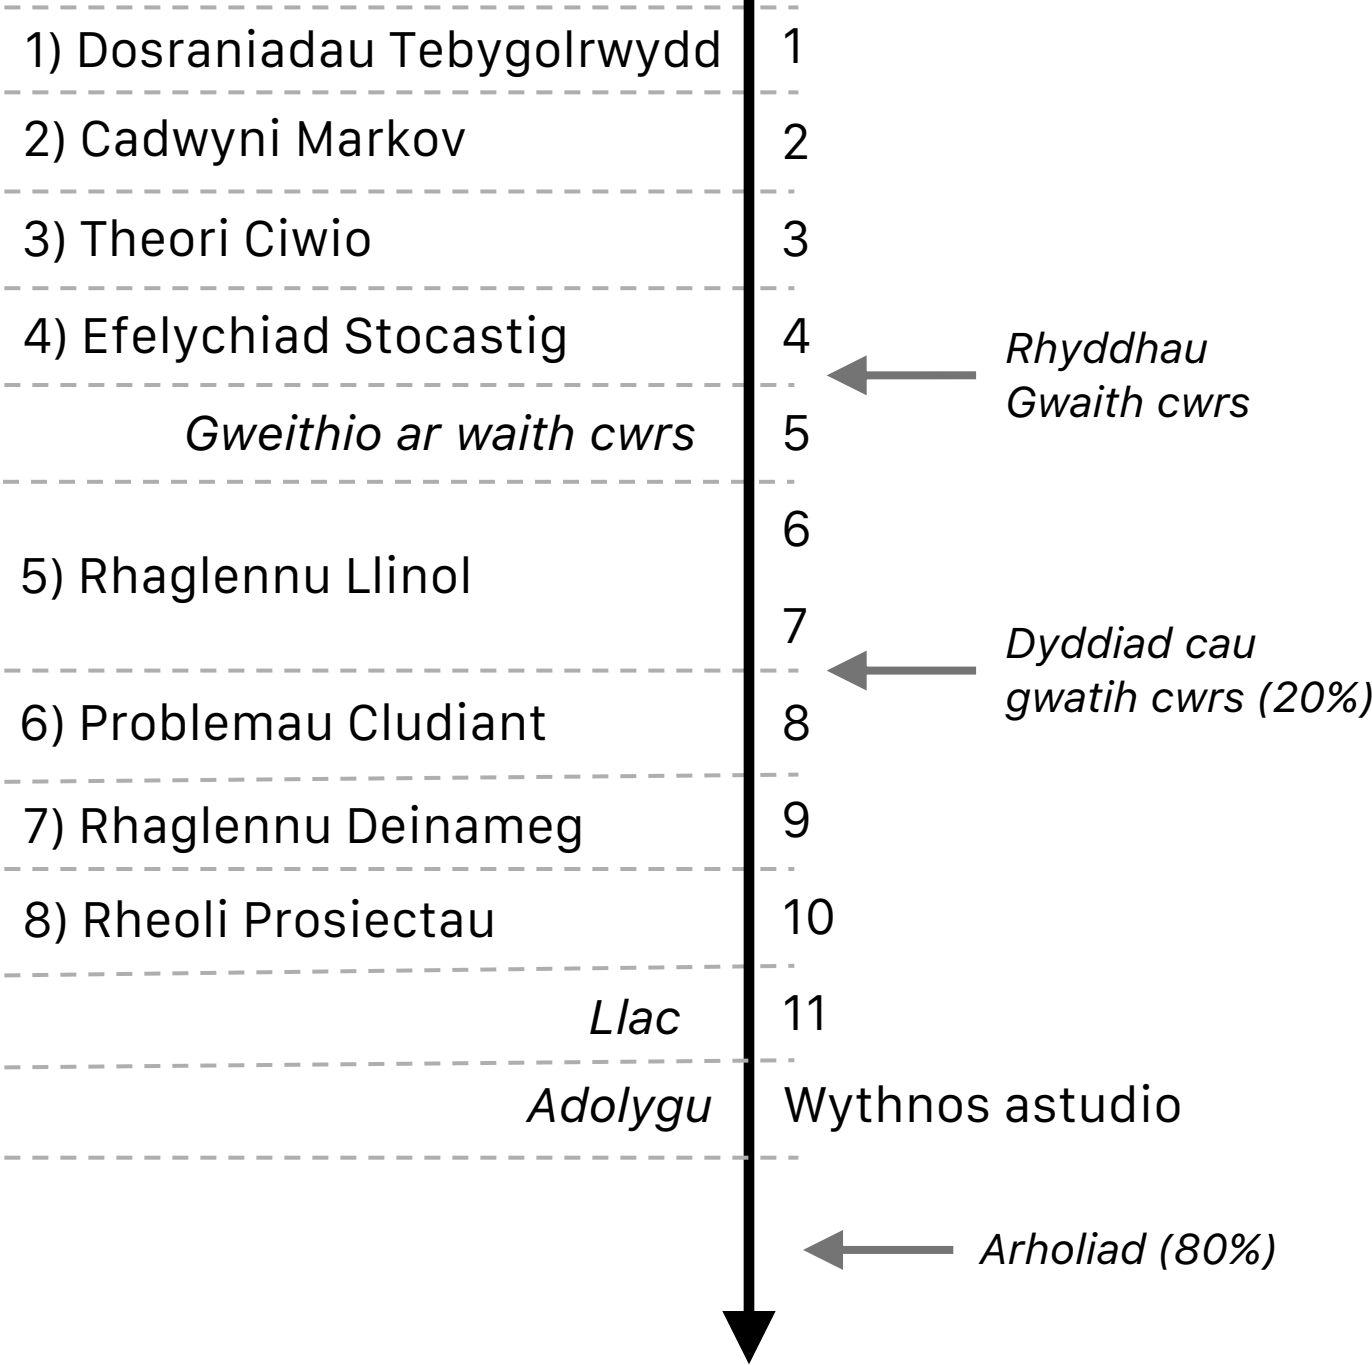 1) Dosraniadau Tebygolrwydd 1
2) Cadwyni Markov 2
3) Theori Ciwio 3
4) Efelychiad Stocastig 4
Rhyddhau
Gwaith cwrs
Gweithio ar waith cwrs 5
6
5) Rhaglennu Llinol
7
Dyddiad cau
gwatih cwrs (20%)
6) Problemau Cludiant 8
7) Rhaglennu Deinameg 9
8) Rheoli Prosiectau 10
Llac 11
Adolygu Wythnos astudio
Arholiad (80%)